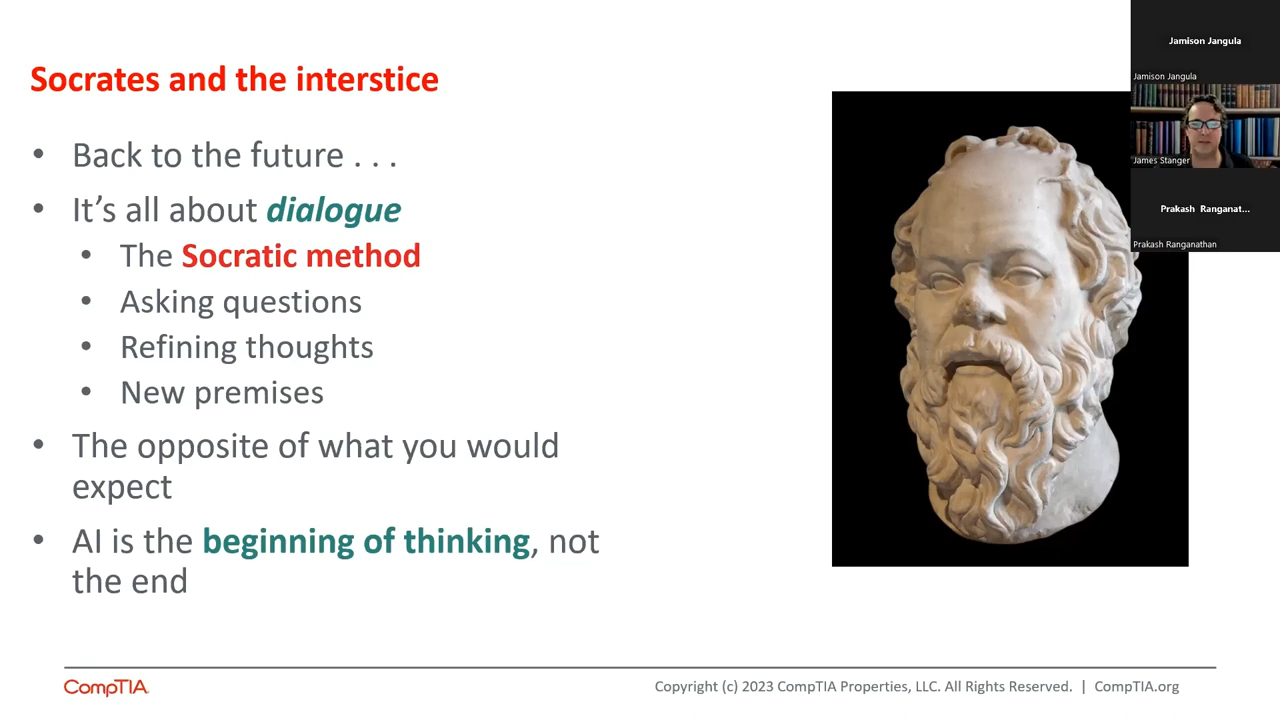 Socrates and the interstice
• Back to the future . . .
• It's all about dialogue
• The Socratic method
• Asking questions
• Refining thoughts
• New premises
• The opposite of what you would
expect
• AI is the beginning of thinking, not
the end
CompTIA.
Copyright (c) 2023 CompTIA Properties, LLC. All Rights Reserved. | CompTIA.org
Jamison Jangula
Jamison Jangula
James Stanger
Prakash Ranganat...
Prakash Ranganathan